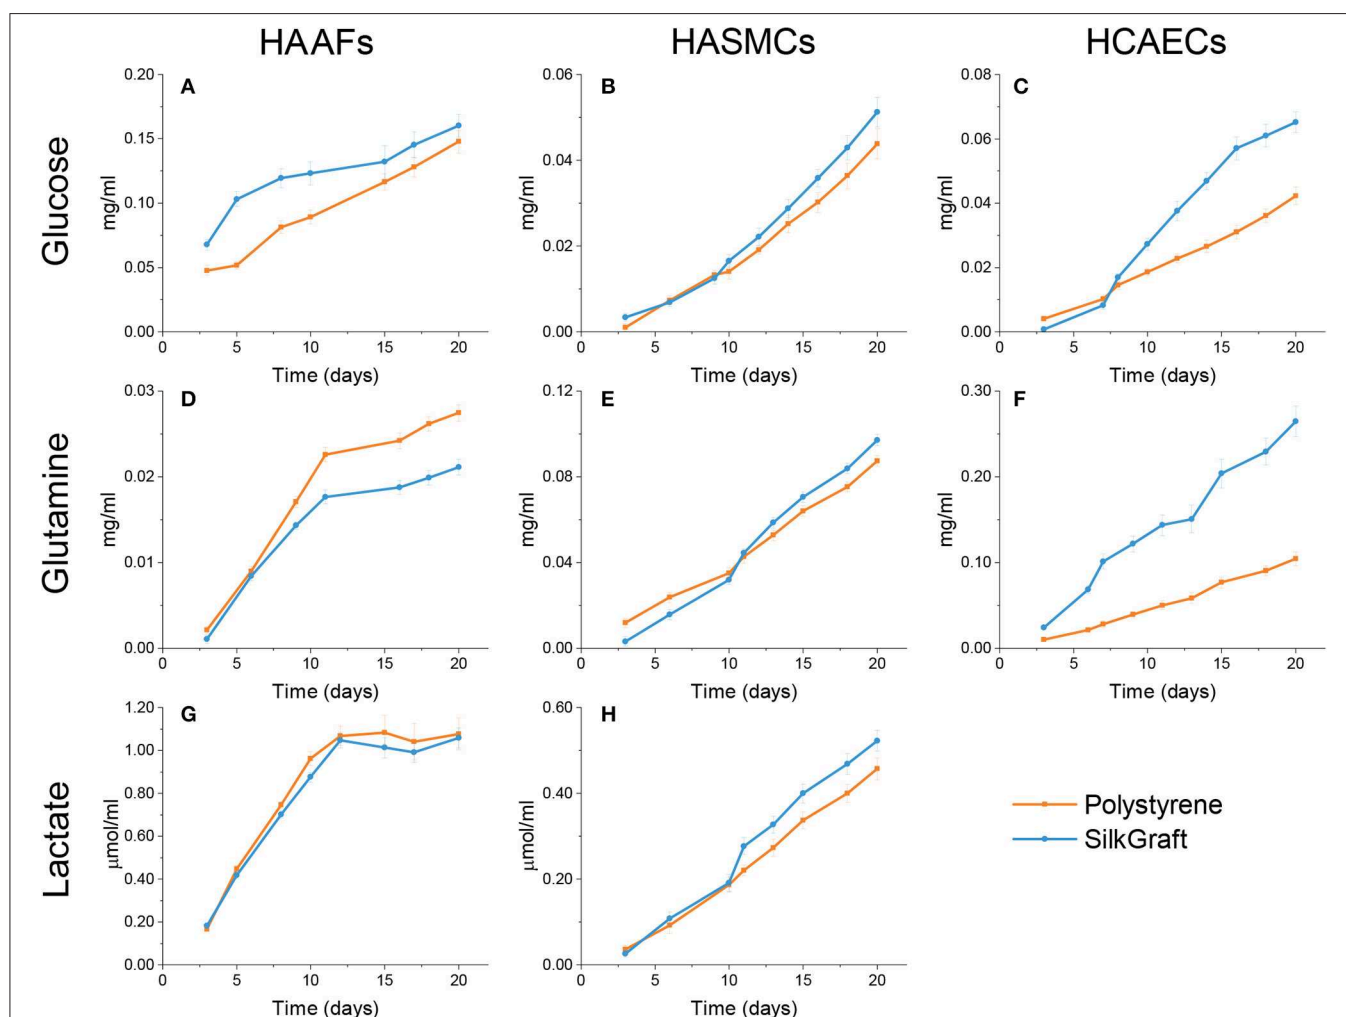 HAAFs HASMCs HCAECs
Glucose
A
mg/ml
0.20
0.15
0.10
0.05
0.00
0 5 10 15 20
Time (days)
B
mg/ml
0.06
0.04
0.02
0.00
0 5 10 15 20
Time (days)
C
mg/ml
0.08
0.06
0.04
0.02
0.00
0 5 10 15 20
Time (days)
Glutamine
D
mg/ml
0.03
0.02
0.01
0.00
0 5 10 15 20
Time (days)
E
mg/ml
0.12
0.08
0.04
0.00
0 5 10 15 20
Time (days)
F
mg/ml
0.30
0.20
0.10
0.00
0 5 10 15 20
Time (days)
Lactate
G
μmol/ml
1.20
1.00
0.80
0.60
0.40
0.20
0.00
0 5 10 15 20
Time (days)
H
μmol/ml
0.60
0.40
0.20
0.00
0 5 10 15 20
Time (days)
Polystyrene
SilkGraft